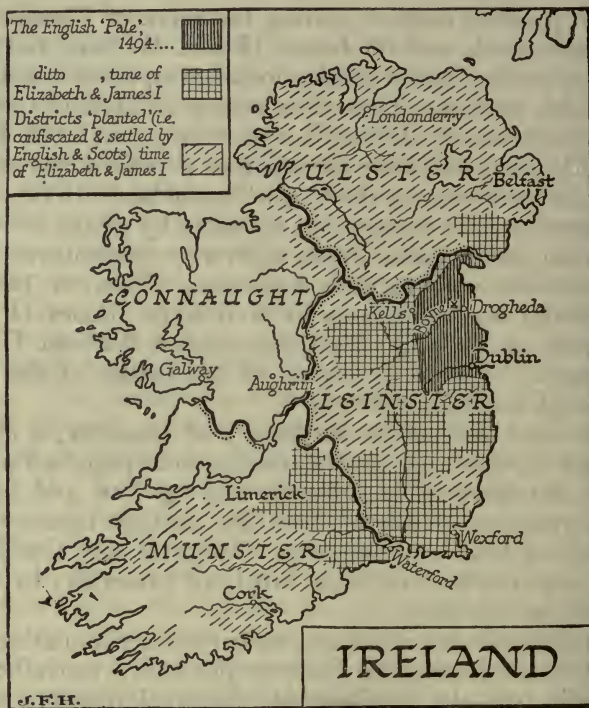 The English 'Pale',
1494....
ditto , time of
Elizabeth & James I
Districts 'planted' (i.e.
confiscated & settled by
English & Scots) time
of Elizabeth & James I
Londonderry
ULSTER
Belfast
CONNAUGHT
Kells
Boyne
Drogheda
Galway
Dublin
Aughrim
LEINSTER
Limerick
Wexford
MUNSTER
Waterford
Cork
IRELAND
J.F.H.